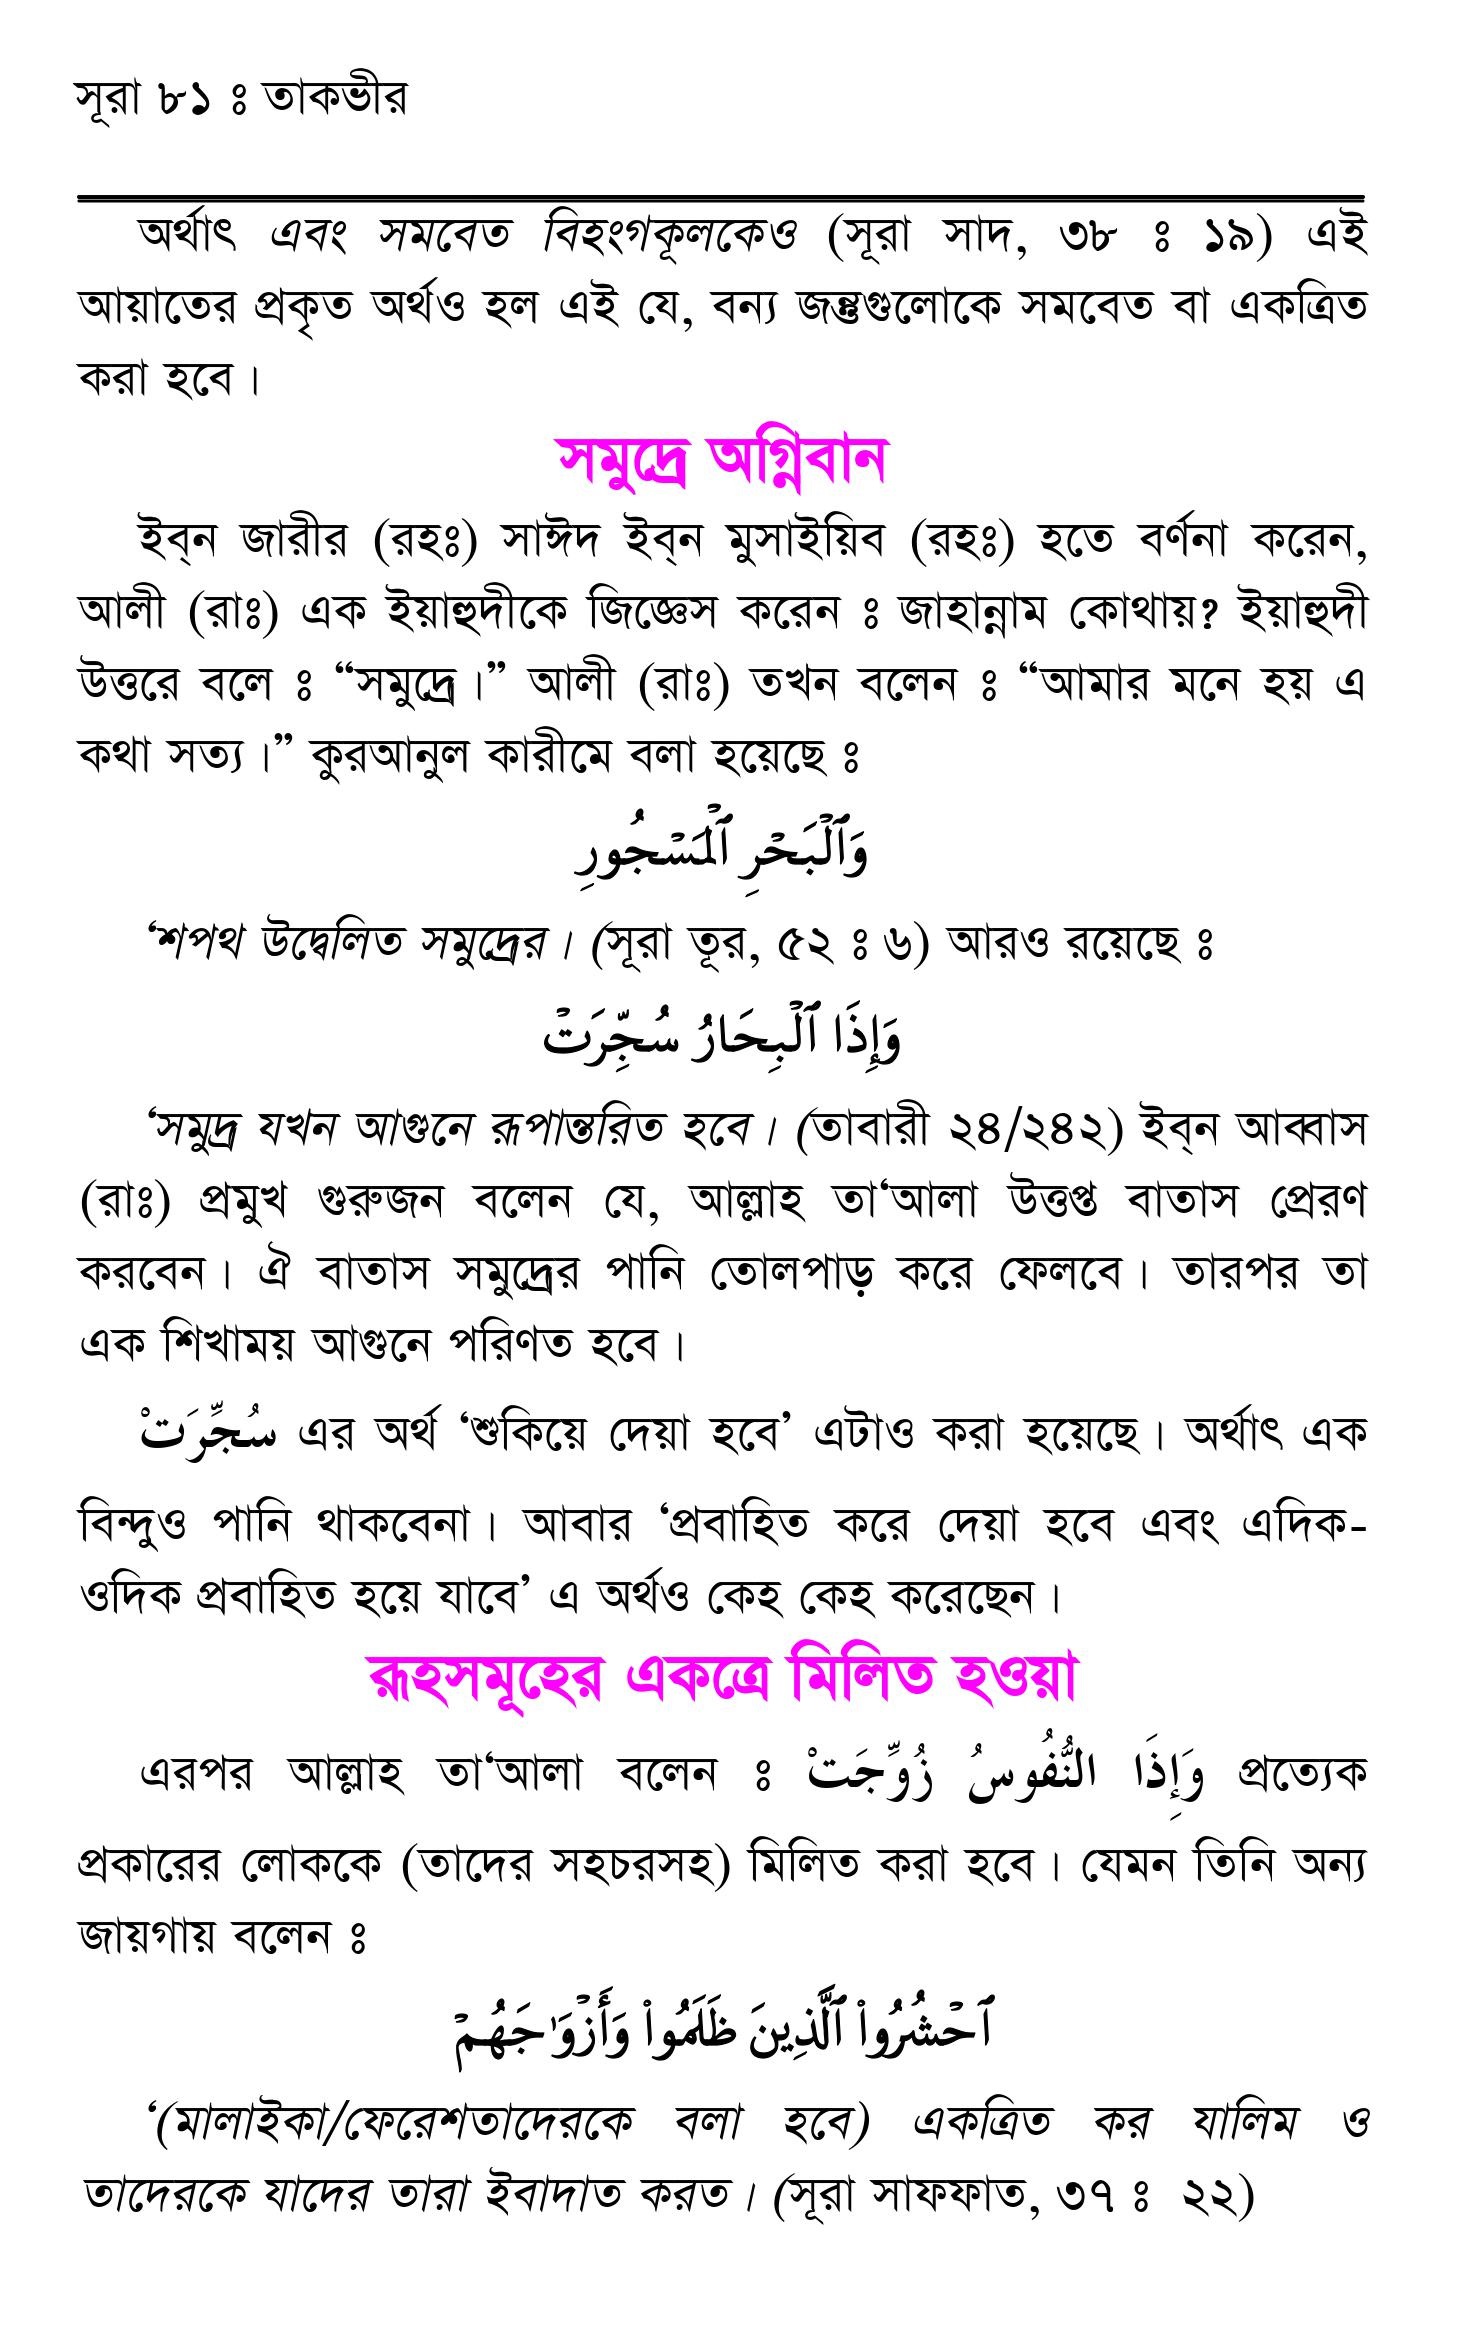 সূরা ৮১ ঃ তাকভীর
অর্থাৎ এবং সমবেত বিহংগকূলকেও (সূরা সাদ, ৩৮ ঃ ১৯) এই
আয়াতের প্রকৃত অর্থও হল এই যে, বন্য জন্তুগুলোকে সমবেত বা একত্রিত
করা হবে।
সমুদ্রে অগ্নিবান
ইব্‌ন জারীর (রহঃ) সাঈদ ইব্‌ন মুসাইয়িব (রহঃ) হতে বর্ণনা করেন,
আলী (রাঃ) এক ইয়াহুদীকে জিজ্ঞেস করেন ঃ জাহান্নাম কোথায়? ইয়াহুদী
উত্তরে বলে ঃ “সমুদ্রে।” আলী (রাঃ) তখন বলেন ঃ “আমার মনে হয় এ
কথা সত্য।” কুরআনুল কারীমে বলা হয়েছে ঃ
وَٱلْبَحْرِ ٱلْمَسْجُورِ
‘শপথ উদ্বেলিত সমুদ্রের। (সূরা তূর, ৫২ ঃ ৬) আরও রয়েছে ঃ
وَإِذَا ٱلْبِحَارُ سُجِّرَتْ
‘সমুদ্র যখন আগুনে রূপান্তরিত হবে। (তাবারী ২৪/২৪২) ইব্‌ন আব্বাস
(রাঃ) প্রমুখ গুরুজন বলেন যে, আল্লাহ তা‘আলা উত্তপ্ত বাতাস প্রেরণ
করবেন। ঐ বাতাস সমুদ্রের পানি তোলপাড় করে ফেলবে। তারপর তা
এক শিখাময় আগুনে পরিণত হবে।
سُجِّرَتْ এর অর্থ ‘শুকিয়ে দেয়া হবে’ এটাও করা হয়েছে। অর্থাৎ এক
বিন্দুও পানি থাকবেনা। আবার ‘প্রবাহিত করে দেয়া হবে এবং এদিক-
ওদিক প্রবাহিত হয়ে যাবে’ এ অর্থও কেহ কেহ করেছেন।
রূহসমূহের একত্রে মিলিত হওয়া
এরপর আল্লাহ তা‘আলা বলেন ঃ وَإِذَا النُّفُوسُ زُوِّجَتْ প্রত্যেক
প্রকারের লোককে (তাদের সহচরসহ) মিলিত করা হবে। যেমন তিনি অন্য
জায়গায় বলেন ঃ
ٱحْشُرُوا۟ ٱلَّذِينَ ظَلَمُوا۟ وَأَزْوَٰجَهُمْ
‘(মালাইকা/ফেরেশতাদেরকে বলা হবে) একত্রিত কর যালিম ও
তাদেরকে যাদের তারা ইবাদাত করত। (সূরা সাফফাত, ৩৭ ঃ ২২)